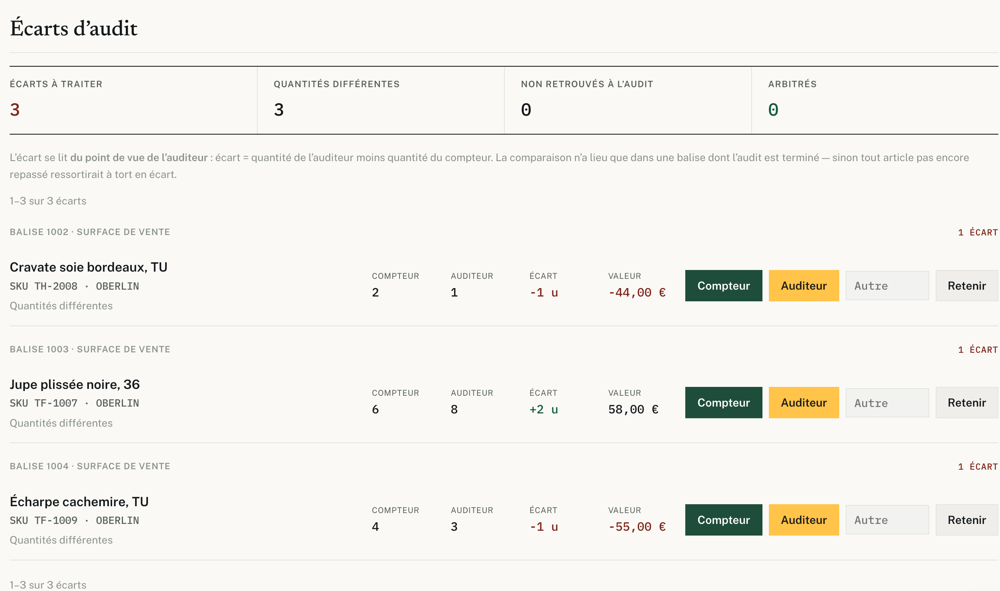 Écarts d’audit
ÉCARTS À TRAITER
3
QUANTITÉS DIFFÉRENTES
3
NON RETROUVÉS À L’AUDIT
0
ARBITRÉS
0
L’écart se lit du point de vue de l’auditeur : écart = quantité de l’auditeur moins quantité du compteur. La comparaison n’a lieu que dans une balise dont l’audit est terminé — sinon tout article pas encore
repassé ressortirait à tort en écart.
1–3 sur 3 écarts
BALISE 1002 · SURFACE DE VENTE
1 ÉCART
Cravate soie bordeaux, TU
SKU TH-2008 · OBERLIN
Quantités différentes
COMPTEUR
2
AUDITEUR
1
ÉCART
-1 u
VALEUR
-44,00 €
Compteur
Auditeur
Autre
Retenir
BALISE 1003 · SURFACE DE VENTE
1 ÉCART
Jupe plissée noire, 36
SKU TF-1007 · OBERLIN
Quantités différentes
COMPTEUR
6
AUDITEUR
8
ÉCART
+2 u
VALEUR
58,00 €
Compteur
Auditeur
Autre
Retenir
BALISE 1004 · SURFACE DE VENTE
1 ÉCART
Écharpe cachemire, TU
SKU TF-1009 · OBERLIN
Quantités différentes
COMPTEUR
4
AUDITEUR
3
ÉCART
-1 u
VALEUR
-55,00 €
Compteur
Auditeur
Autre
Retenir
1–3 sur 3 écarts